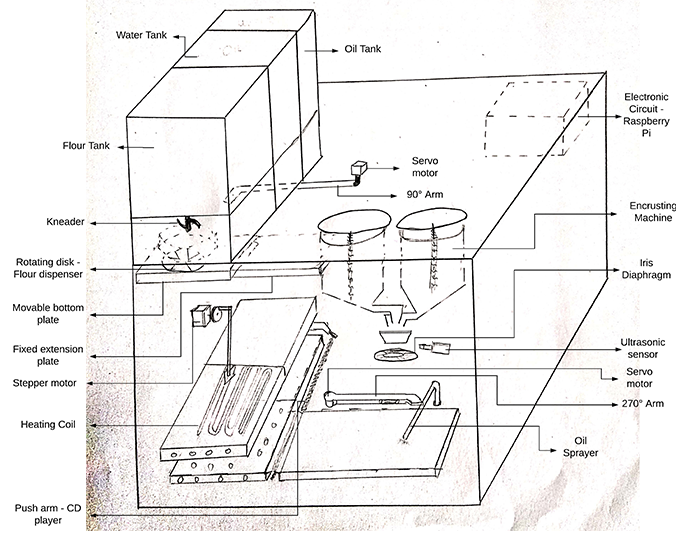 Water Tank
Oil Tank
Electronic
Circuit -
Raspberry
Pi
Flour Tank
Servo
motor
90° Arm
Kneader
Encrusting
Machine
Rotating disk -
Flour dispenser
Iris
Diaphragm
Movable bottom
plate
Fixed extension
plate
Ultrasonic
sensor
Stepper motor
Servo
motor
270° Arm
Heating Coil
Oil
Sprayer
Push arm - CD
player